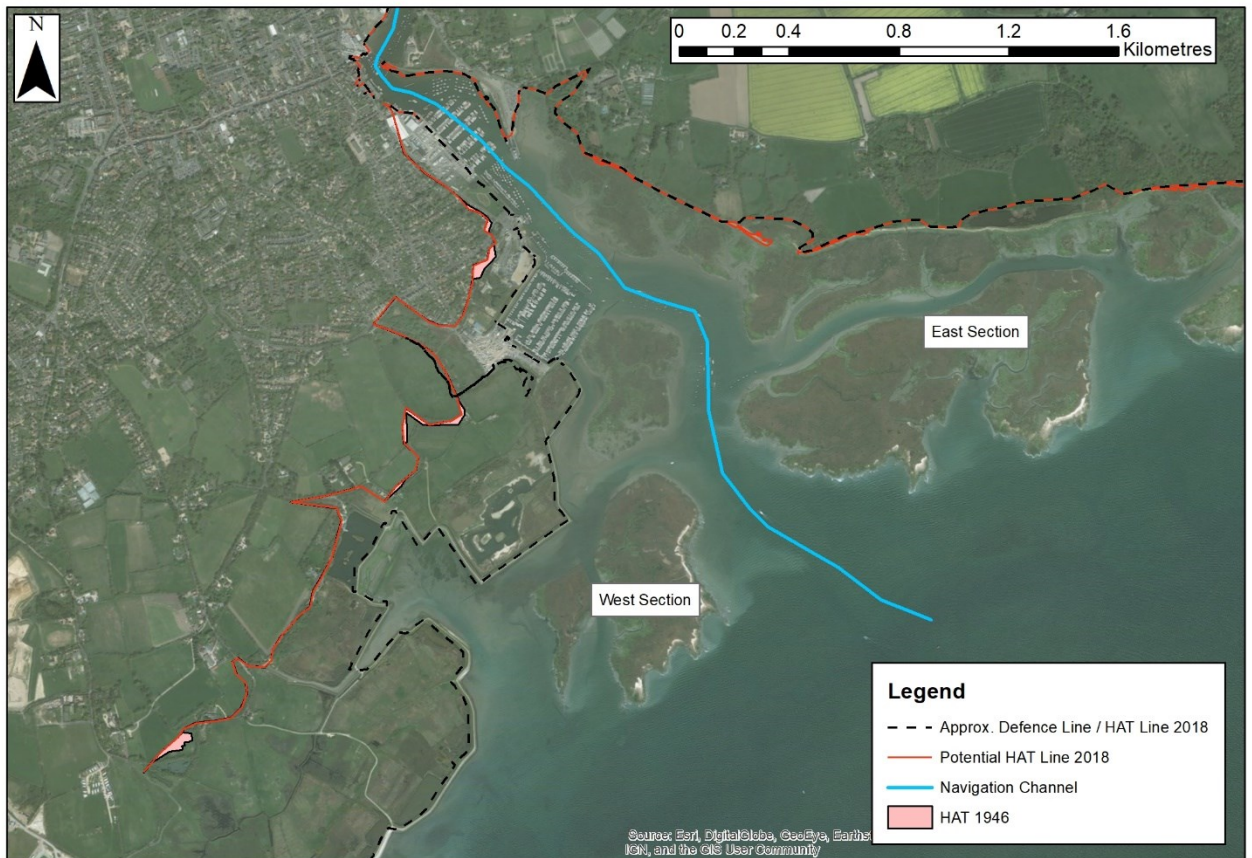 N
0 0.2 0.4 0.8 1.2 1.6
Kilometres
East Section
West Section
Legend
Approx. Defence Line / HAT Line 2018
Potential HAT Line 2018
Navigation Channel
HAT 1946
Source: Esri, DigitalGlobe, GeoEye, Earths
IGN, and the GIS User Community